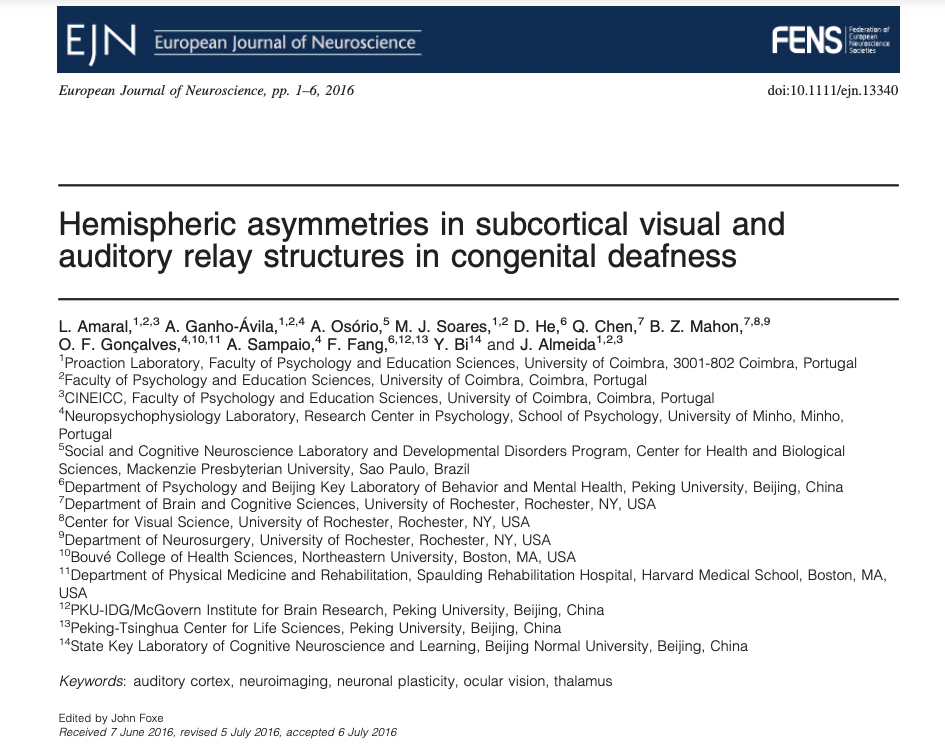 EJN European Journal of Neuroscience
FENS Federation of European Neuroscience Societies
European Journal of Neuroscience, pp. 1–6, 2016
doi:10.1111/ejn.13340
Hemispheric asymmetries in subcortical visual and
auditory relay structures in congenital deafness
L. Amaral,1,2,3 A. Ganho-Ávila,1,2,4 A. Osório,5 M. J. Soares,1,2 D. He,6 Q. Chen,7 B. Z. Mahon,7,8,9
O. F. Gonçalves,4,10,11 A. Sampaio,4 F. Fang,6,12,13 Y. Bi14 and J. Almeida1,2,3
1Proaction Laboratory, Faculty of Psychology and Education Sciences, University of Coimbra, 3001-802 Coimbra, Portugal
2Faculty of Psychology and Education Sciences, University of Coimbra, Coimbra, Portugal
3CINEICC, Faculty of Psychology and Education Sciences, University of Coimbra, Coimbra, Portugal
4Neuropsychophysiology Laboratory, Research Center in Psychology, School of Psychology, University of Minho, Minho,
Portugal
5Social and Cognitive Neuroscience Laboratory and Developmental Disorders Program, Center for Health and Biological
Sciences, Mackenzie Presbyterian University, Sao Paulo, Brazil
6Department of Psychology and Beijing Key Laboratory of Behavior and Mental Health, Peking University, Beijing, China
7Department of Brain and Cognitive Sciences, University of Rochester, Rochester, NY, USA
8Center for Visual Science, University of Rochester, Rochester, NY, USA
9Department of Neurosurgery, University of Rochester, Rochester, NY, USA
10Bouvé College of Health Sciences, Northeastern University, Boston, MA, USA
11Department of Physical Medicine and Rehabilitation, Spaulding Rehabilitation Hospital, Harvard Medical School, Boston, MA,
USA
12PKU-IDG/McGovern Institute for Brain Research, Peking University, Beijing, China
13Peking-Tsinghua Center for Life Sciences, Peking University, Beijing, China
14State Key Laboratory of Cognitive Neuroscience and Learning, Beijing Normal University, Beijing, China
Keywords: auditory cortex, neuroimaging, neuronal plasticity, ocular vision, thalamus
Edited by John Foxe
Received 7 June 2016, revised 5 July 2016, accepted 6 July 2016